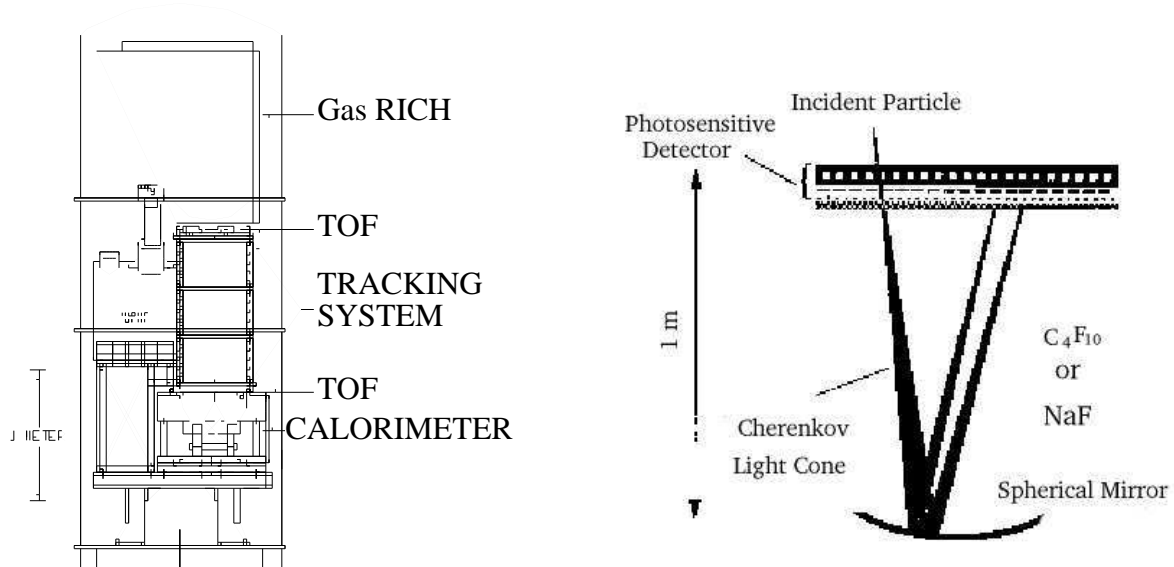 Gas RICH
TOF
TRACKING
SYSTEM
TOF
CALORIMETER
Incident Particle
Photosensitive
Detector
1 m
C₄F₁₀
or
NaF
Cherenkov
Light Cone
Spherical Mirror